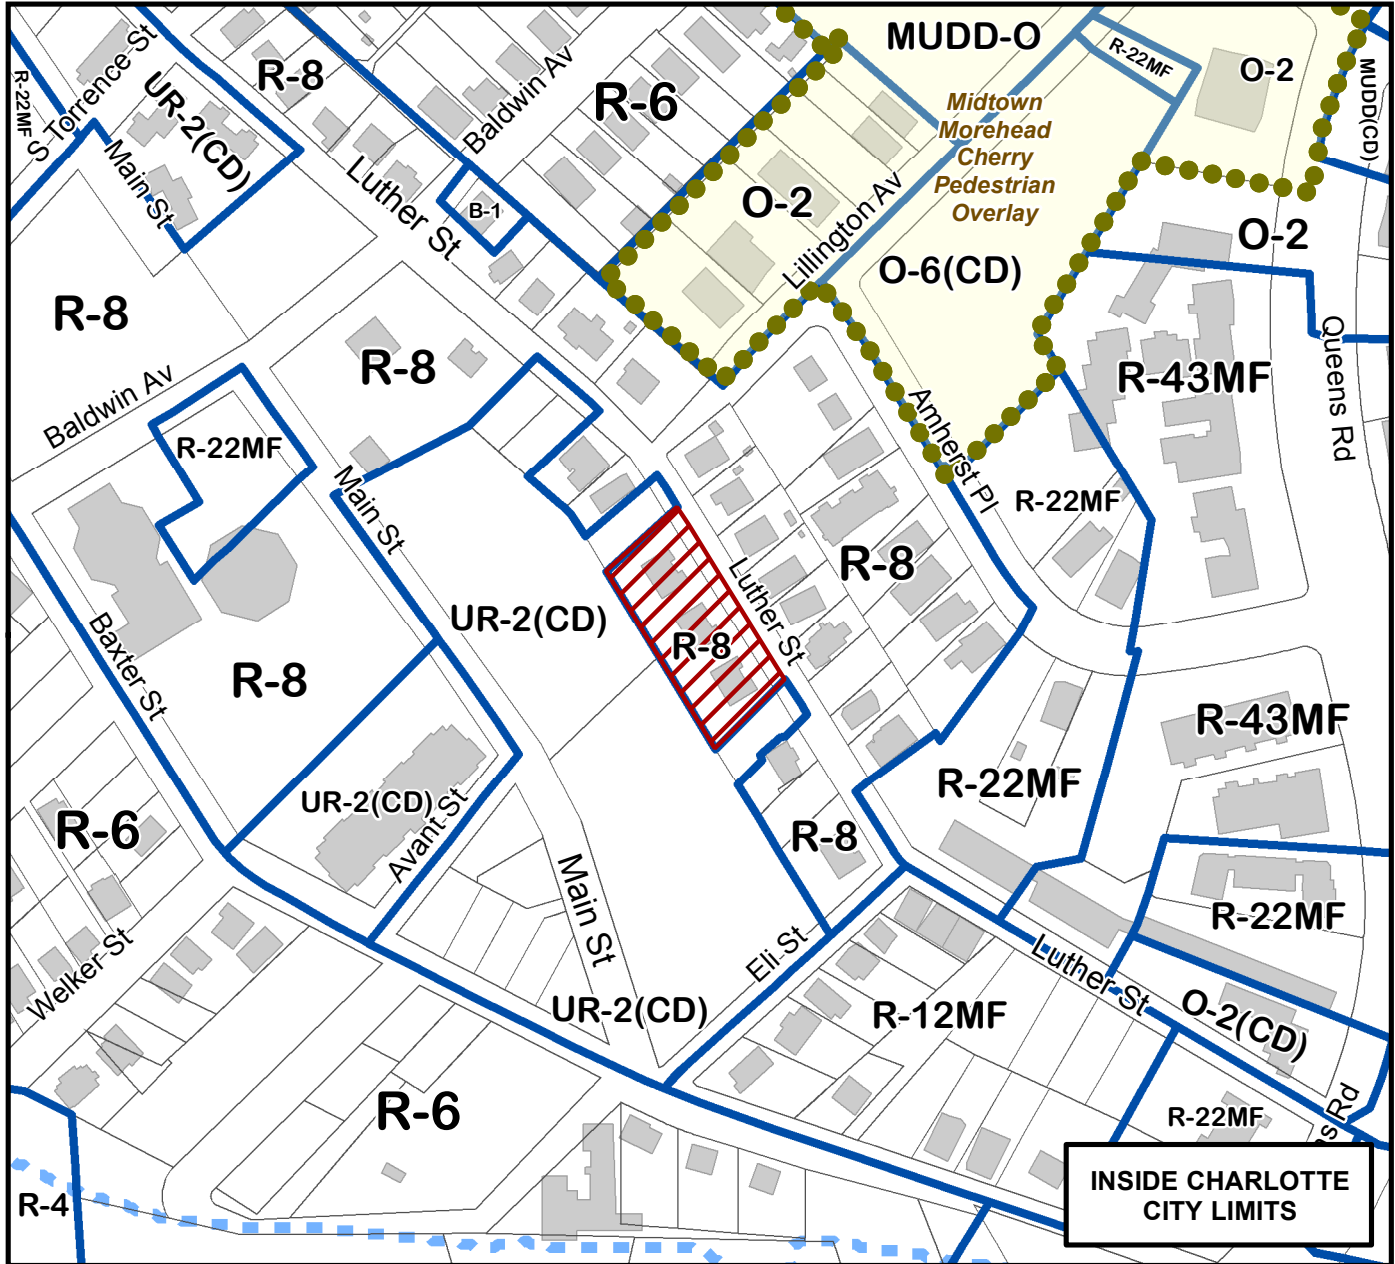 MUDD-O
R-22MF
O-2
MUDD(CD)
R-8
R-6
Baldwin Av
S Torrence St
R-22MF
UR-2(CD)
Main St
Luther St
B-1
Midtown
Morehead
Cherry
Pedestrian
Overlay
O-2
Lillington Av
O-6(CD)
O-2
R-8
R-8
Baldwin Av
R-22MF
Main St
Amherst Pl
R-43MF
Queens Rd
R-22MF
R-8
Luther St
UR-2(CD)
R-8
Baxter St
R-8
R-43MF
R-22MF
UR-2(CD)
Avant St
R-6
R-8
Main St
Welker St
Eli St
R-22MF
Luther St
UR-2(CD)
R-12MF
O-2(CD)
R-6
R-22MF
s Rd
R-4
INSIDE CHARLOTTE
CITY LIMITS